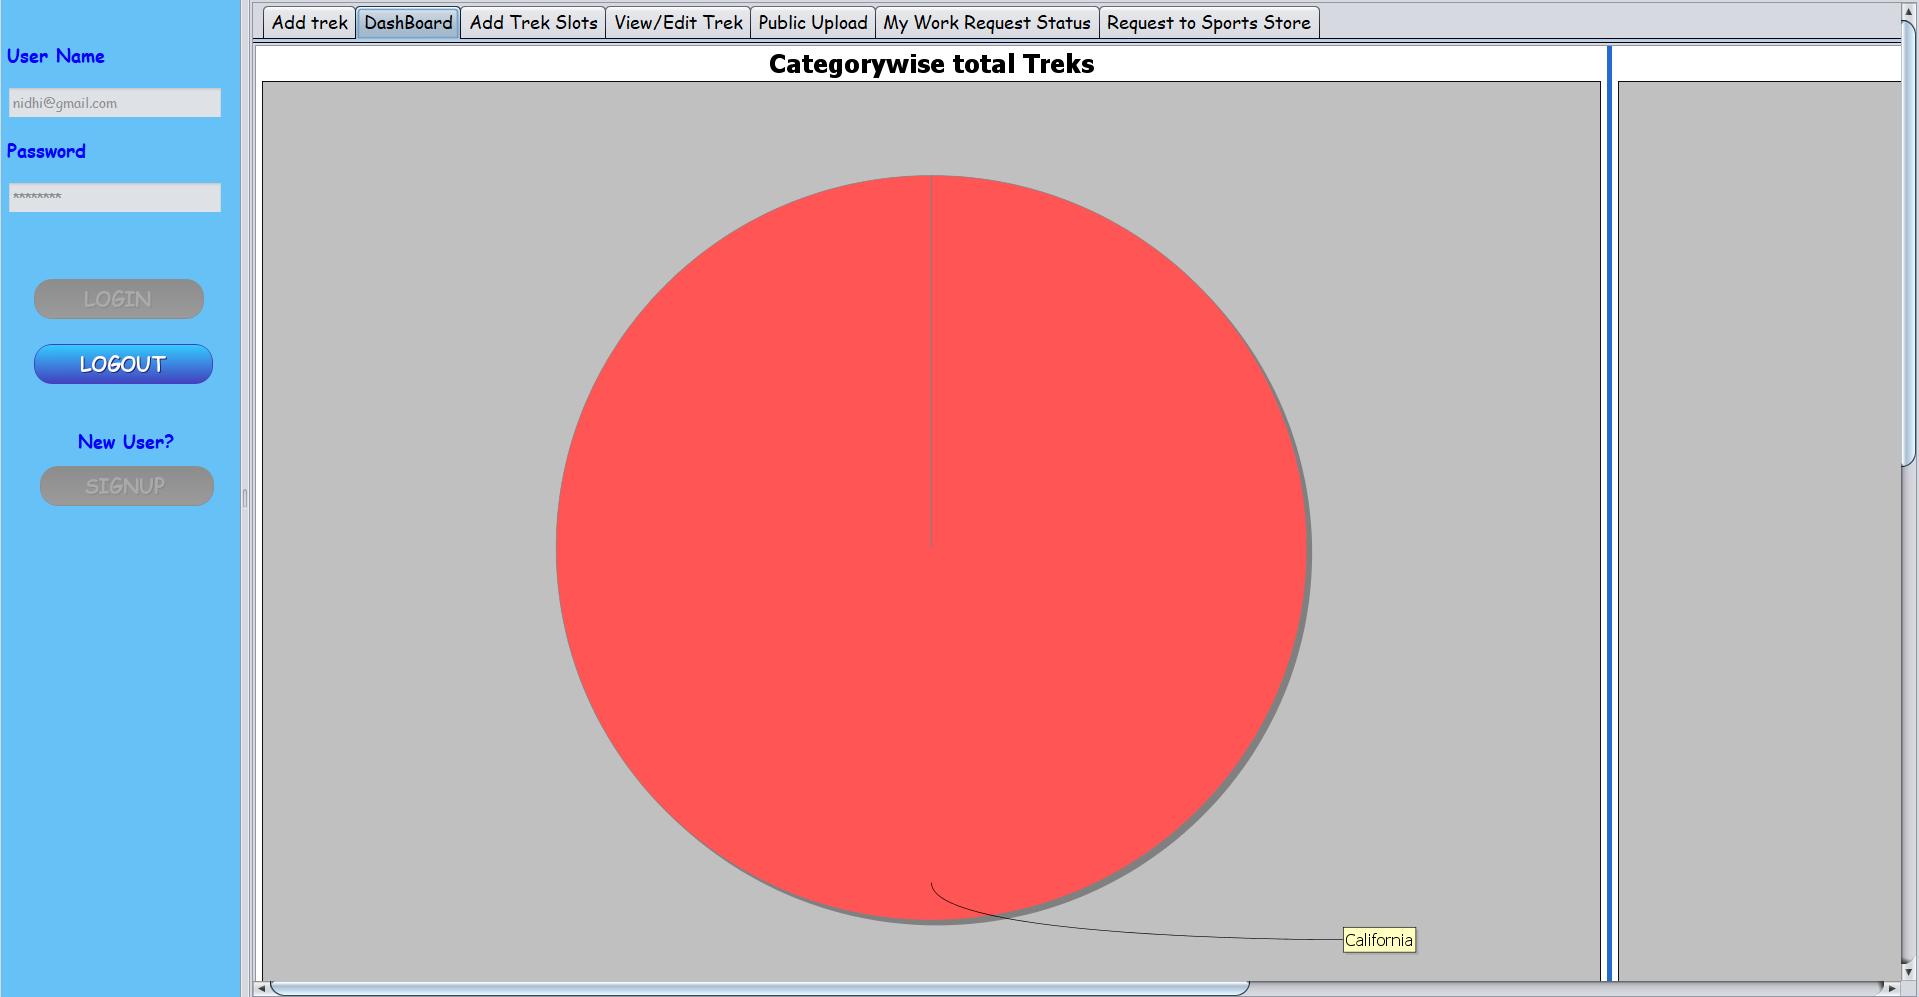 User Name
nidhi@gmail.com
Password
********
LOGIN
LOGOUT
New User?
SIGNUP
Add trek DashBoard Add Trek Slots View/Edit Trek Public Upload My Work Request Status Request to Sports Store
Categorywise total Treks
California